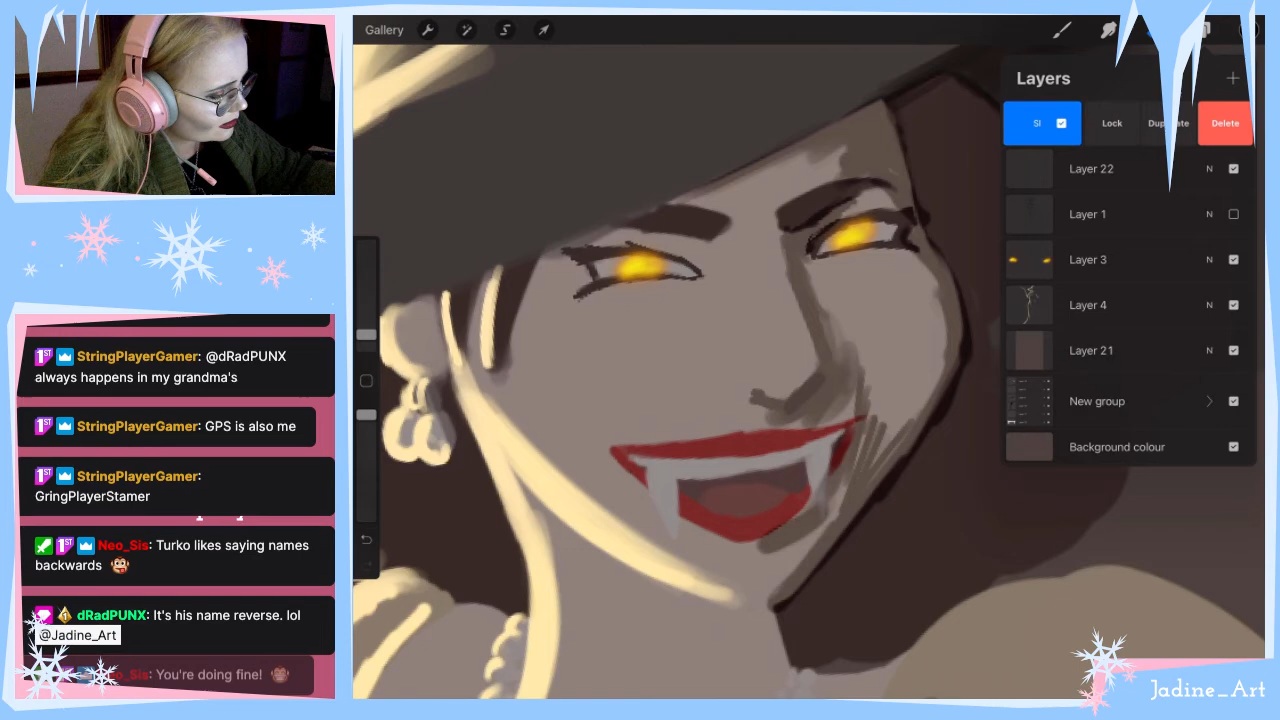 Gallery
Layers
Sl
Lock
Delete
Layer 22 N
Layer 1 N
Layer 3 N
Layer 4 N
Layer 21 N
New group
Background colour
StringPlayerGamer: @dRadPUNX
always happens in my grandma's
StringPlayerGamer: GPS is also me
StringPlayerGamer:
GringPlayerStamer
Neo_Sis: Turko likes saying names
backwards
dRadPUNX: It's his name reverse. lol
@Jadine_Art
You're doing fine!
Jadine_Art